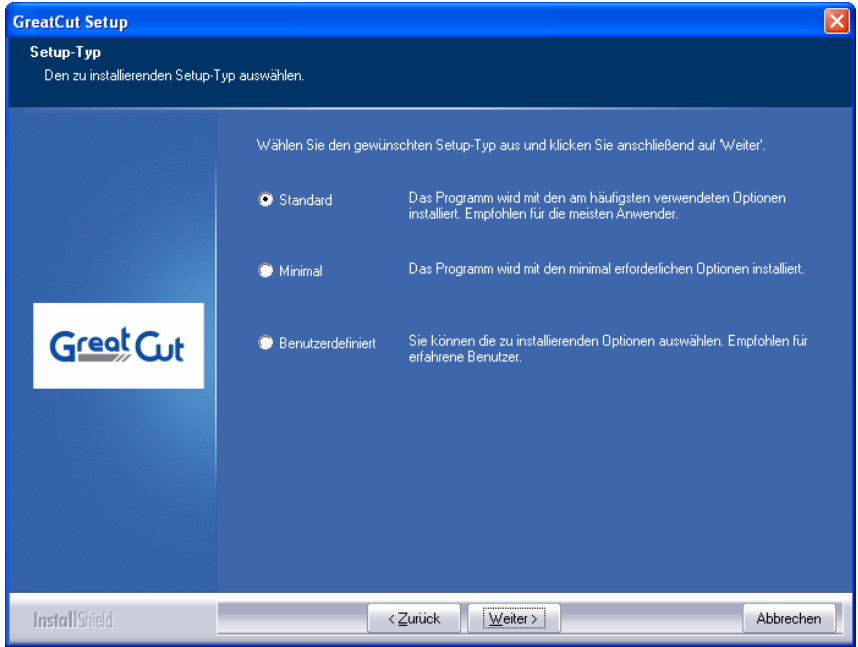 GreatCut Setup
Setup-Typ
Den zu installierenden Setup-Typ auswählen.
Wählen Sie den gewünschten Setup-Typ aus und klicken Sie anschließend auf 'Weiter'.
Standard
Das Programm wird mit den am häufigsten verwendeten Optionen
installiert. Empfohlen für die meisten Anwender.
Minimal
Das Programm wird mit den minimal erforderlichen Optionen installiert.
Great Cut
Benutzerdefiniert
Sie können die zu installierenden Optionen auswählen. Empfohlen für
erfahrene Benutzer.
InstallShield
< Zurück
Weiter >
Abbrechen